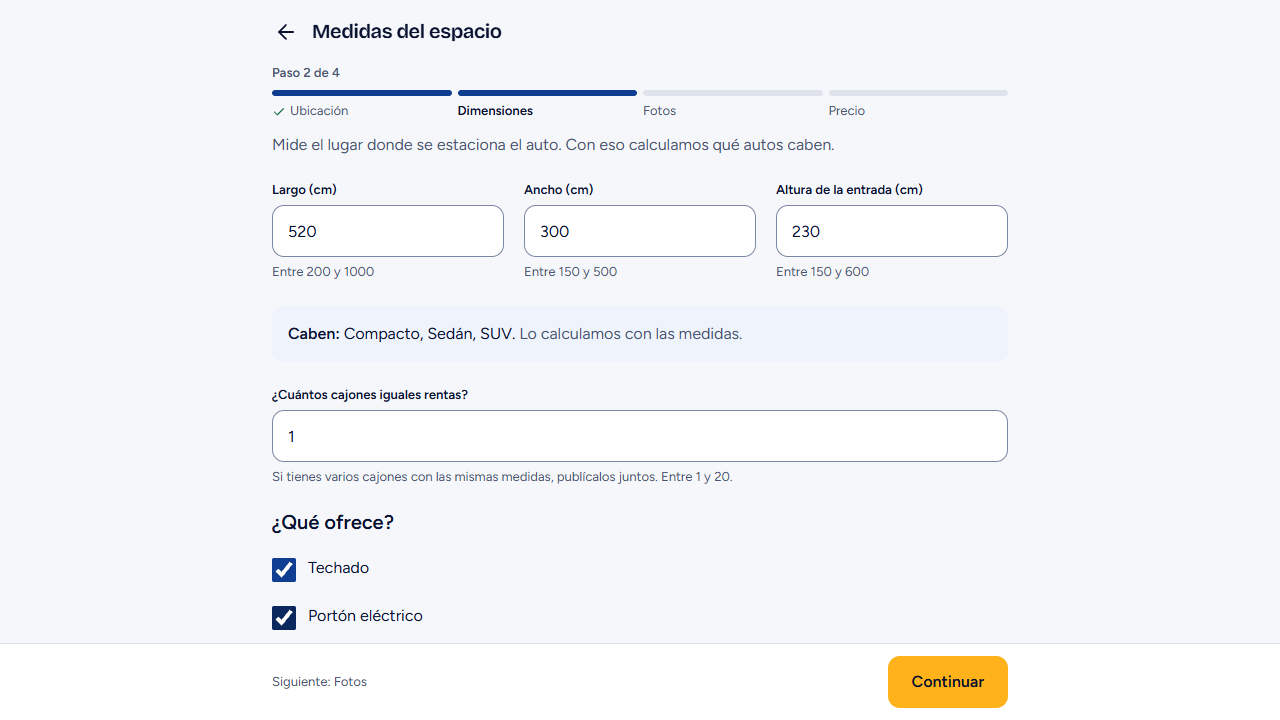 Medidas del espacio
Paso 2 de 4
Ubicación
Dimensiones
Fotos
Precio
Mide el lugar donde se estaciona el auto. Con eso calculamos qué autos caben.
Largo (cm)
Ancho (cm)
Altura de la entrada (cm)
520
300
230
Entre 200 y 1000
Entre 150 y 500
Entre 150 y 600
Caben: Compacto, Sedán, SUV. Lo calculamos con las medidas.
¿Cuántos cajones iguales rentas?
1
Si tienes varios cajones con las mismas medidas, publícalos juntos. Entre 1 y 20.
¿Qué ofrece?
Techado
Portón eléctrico
Siguiente: Fotos
Continuar